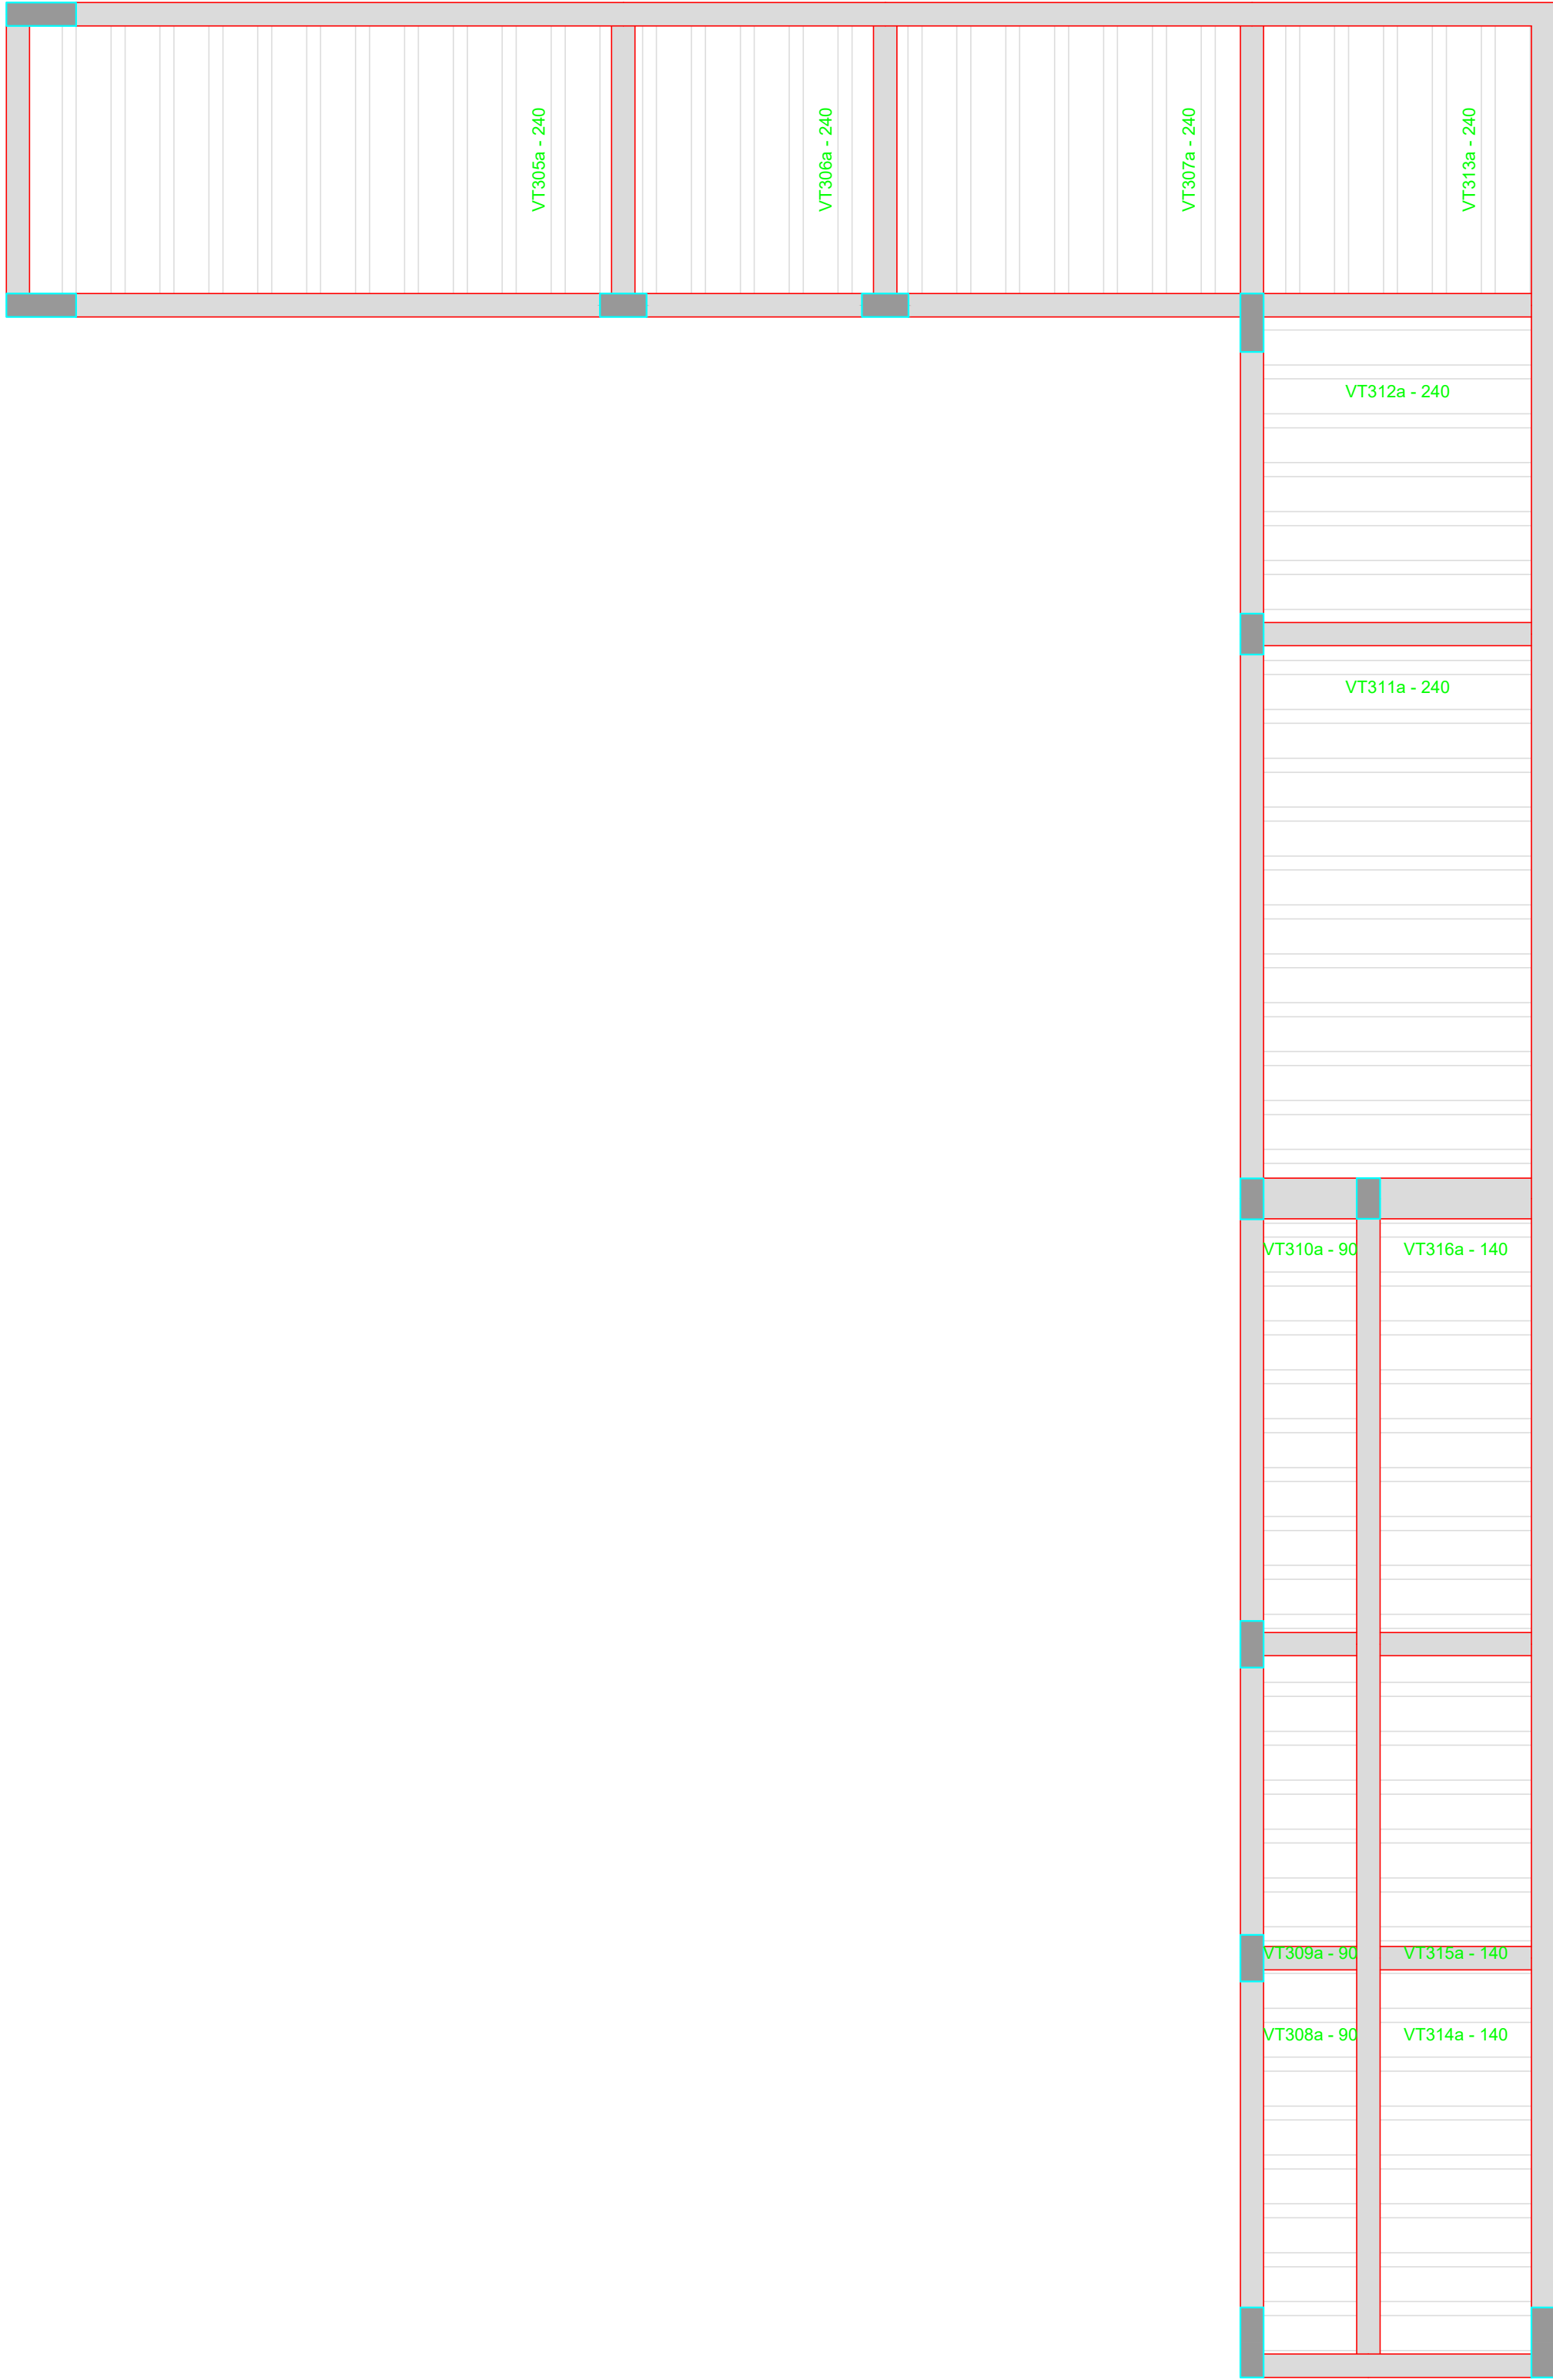 VT305a - 240
VT306a - 240
VT307a - 240
VT313a - 240
VT312a - 240
VT311a - 240
VT310a - 90
VT316a - 140
VT309a - 90
VT315a - 140
VT308a - 90
VT314a - 140